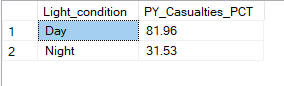 Light_condition PY_Casualties_PCT
1 Day 81.96
2 Night 31.53